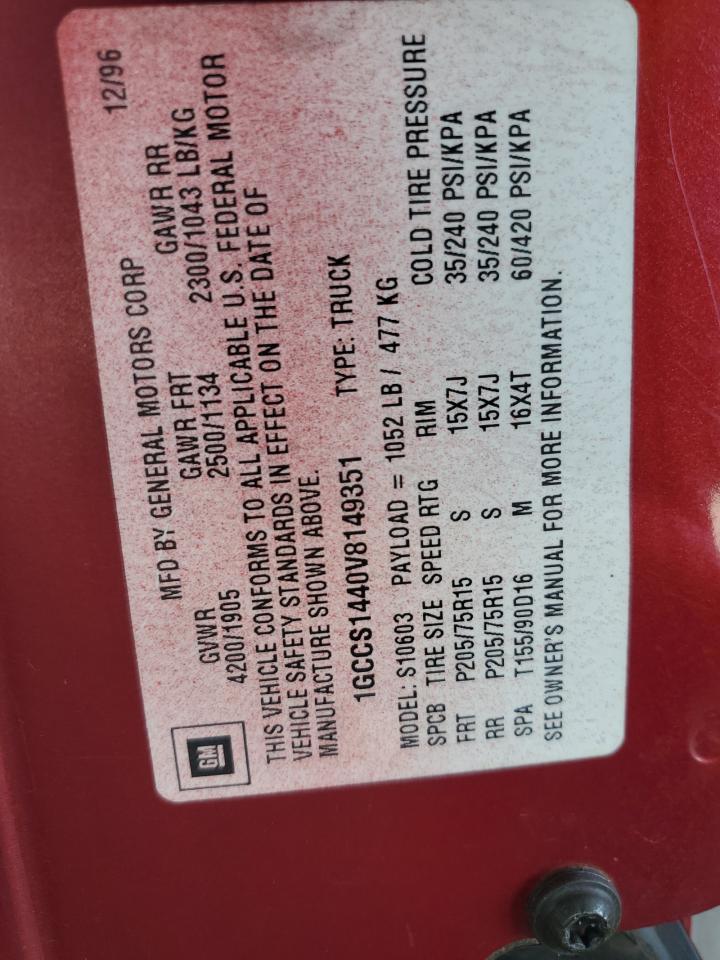 GM
MFD BY GENERAL MOTORS CORP 12/96
GVWR GAWR FRT GAWR RR
4200/1905 2500/1134 2300/1043 LB/KG
THIS VEHICLE CONFORMS TO ALL APPLICABLE U.S. FEDERAL MOTOR
VEHICLE SAFETY STANDARDS IN EFFECT ON THE DATE OF
MANUFACTURE SHOWN ABOVE.
1GCCS1440V8149351 TYPE: TRUCK
MODEL: S10603 PAYLOAD = 1052 LB / 477 KG
SPCB TIRE SIZE SPEED RTG RIM COLD TIRE PRESSURE
FRT P205/75R15 S 15X7J 35/240 PSI/KPA
RR P205/75R15 S 15X7J 35/240 PSI/KPA
SPA T155/90D16 M 16X4T 60/420 PSI/KPA
SEE OWNER'S MANUAL FOR MORE INFORMATION.